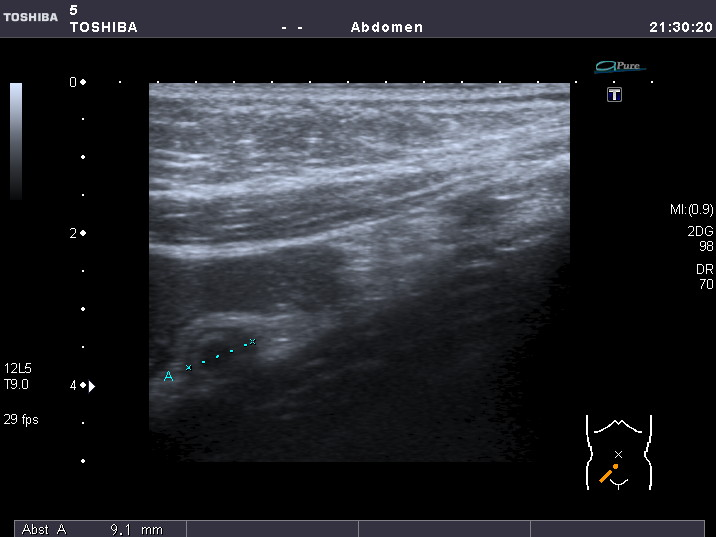 TOSHIBA
5
TOSHIBA - - Abdomen 21:30:20
0
Pure
T
MI:(0.9)
2
2DG
98
DR
70
12L5
T9.0
A
4
29 fps
Abst A 9.1 mm